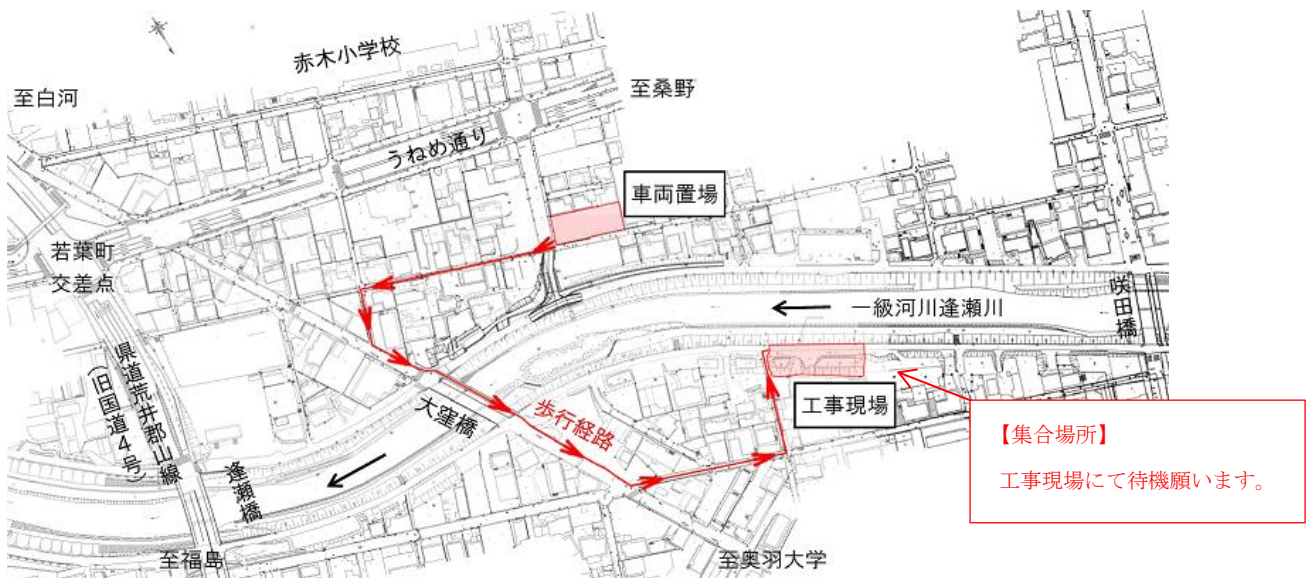 赤木小学校
至白河
至桑野
うねめ通り
車両置場
若葉町
交差点
一級河川逢瀬川
咲田橋
県道荒井郡山線
(旧国道4号)
大窪橋
歩行経路
工事現場
【集合場所】
工事現場にて待機願います。
逢瀬橋
至福島
至奥羽大学